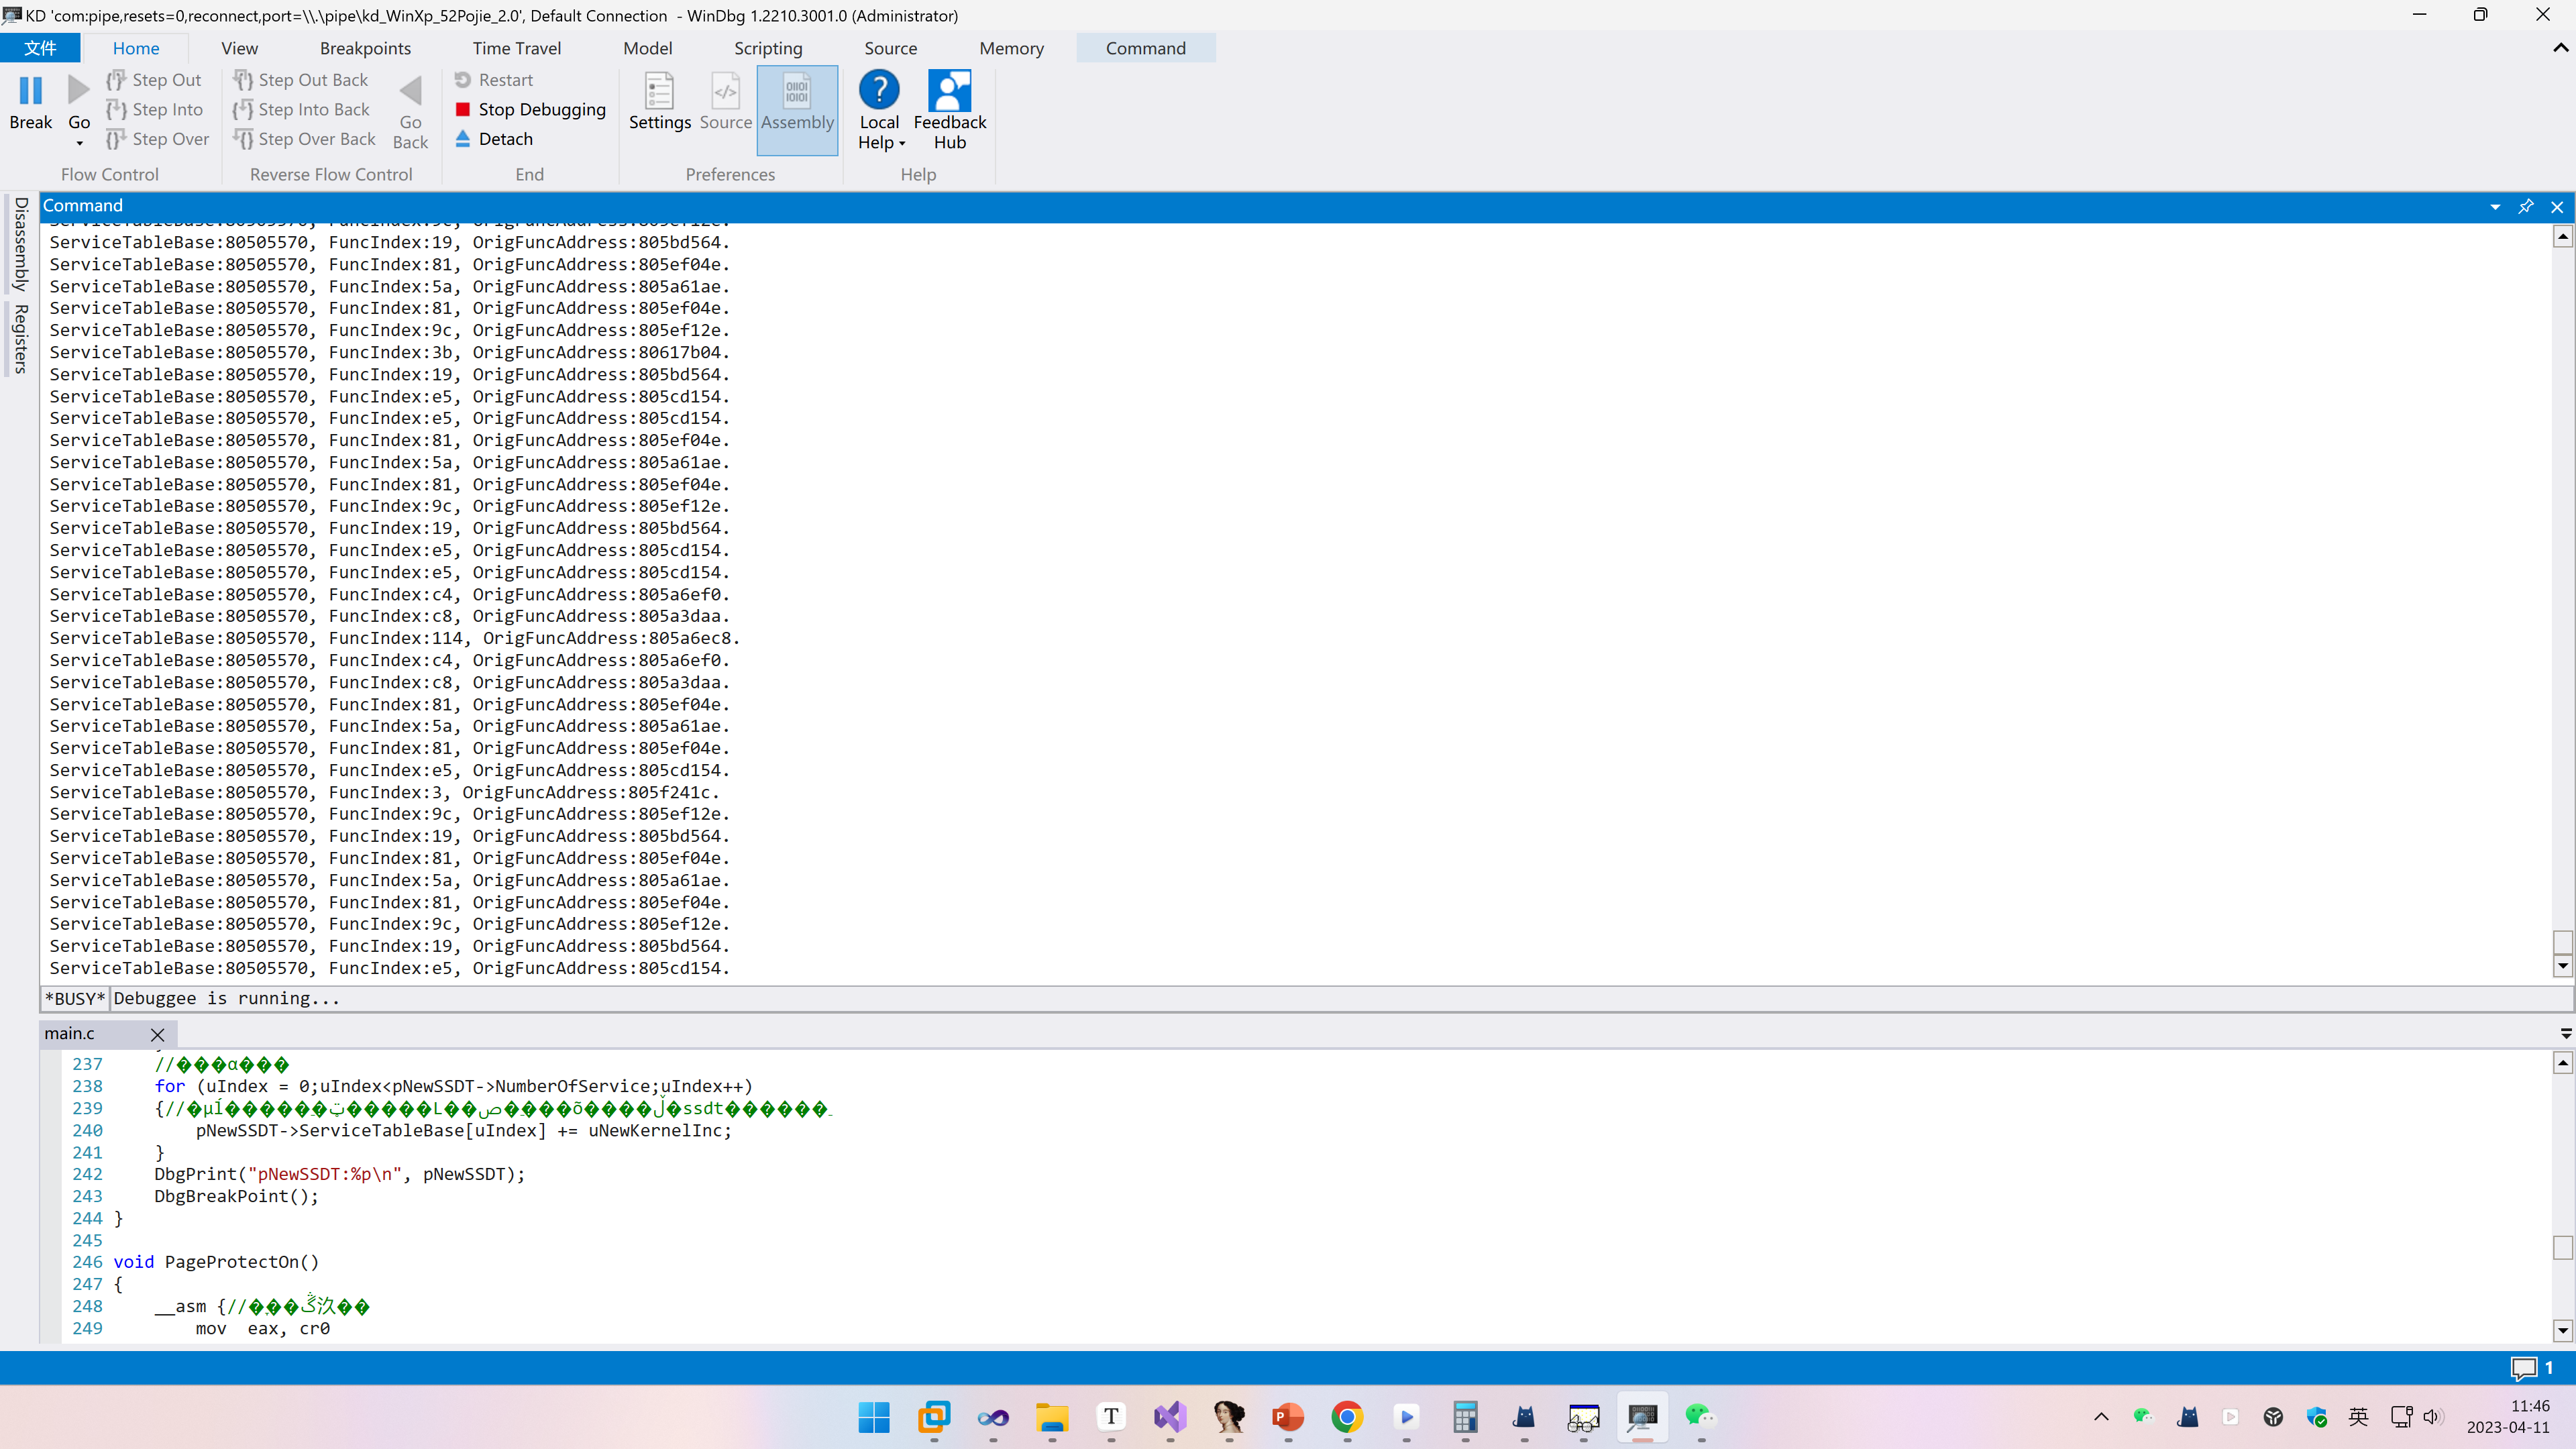 KD 'com:pipe,resets=0,reconnect,port=\\.\pipe\kd_WinXp_52Pojie_2.0', Default Connection - WinDbg 1.2210.3001.0 (Administrator)
文件 Home View Breakpoints Time Travel Model Scripting Source Memory Command
Break
Go
Step Out
Step Into
Step Over
Flow Control
Step Out Back
Step Into Back
Step Over Back
Go Back
Reverse Flow Control
Restart
Stop Debugging
Detach
End
Settings
Source
Assembly
Preferences
Local Help
Feedback Hub
Help
Disassembly
Registers
Command
ServiceTableBase:80505570, FuncIndex:9c, OrigFuncAddress:805ef12e.
ServiceTableBase:80505570, FuncIndex:19, OrigFuncAddress:805bd564.
ServiceTableBase:80505570, FuncIndex:81, OrigFuncAddress:805ef04e.
ServiceTableBase:80505570, FuncIndex:5a, OrigFuncAddress:805a61ae.
ServiceTableBase:80505570, FuncIndex:81, OrigFuncAddress:805ef04e.
ServiceTableBase:80505570, FuncIndex:9c, OrigFuncAddress:805ef12e.
ServiceTableBase:80505570, FuncIndex:3b, OrigFuncAddress:80617b04.
ServiceTableBase:80505570, FuncIndex:19, OrigFuncAddress:805bd564.
ServiceTableBase:80505570, FuncIndex:e5, OrigFuncAddress:805cd154.
ServiceTableBase:80505570, FuncIndex:e5, OrigFuncAddress:805cd154.
ServiceTableBase:80505570, FuncIndex:81, OrigFuncAddress:805ef04e.
ServiceTableBase:80505570, FuncIndex:5a, OrigFuncAddress:805a61ae.
ServiceTableBase:80505570, FuncIndex:81, OrigFuncAddress:805ef04e.
ServiceTableBase:80505570, FuncIndex:9c, OrigFuncAddress:805ef12e.
ServiceTableBase:80505570, FuncIndex:19, OrigFuncAddress:805bd564.
ServiceTableBase:80505570, FuncIndex:e5, OrigFuncAddress:805cd154.
ServiceTableBase:80505570, FuncIndex:e5, OrigFuncAddress:805cd154.
ServiceTableBase:80505570, FuncIndex:c4, OrigFuncAddress:805a6ef0.
ServiceTableBase:80505570, FuncIndex:c8, OrigFuncAddress:805a3daa.
ServiceTableBase:80505570, FuncIndex:114, OrigFuncAddress:805a6ec8.
ServiceTableBase:80505570, FuncIndex:c4, OrigFuncAddress:805a6ef0.
ServiceTableBase:80505570, FuncIndex:c8, OrigFuncAddress:805a3daa.
ServiceTableBase:80505570, FuncIndex:81, OrigFuncAddress:805ef04e.
ServiceTableBase:80505570, FuncIndex:5a, OrigFuncAddress:805a61ae.
ServiceTableBase:80505570, FuncIndex:81, OrigFuncAddress:805ef04e.
ServiceTableBase:80505570, FuncIndex:e5, OrigFuncAddress:805cd154.
ServiceTableBase:80505570, FuncIndex:3, OrigFuncAddress:805f241c.
ServiceTableBase:80505570, FuncIndex:9c, OrigFuncAddress:805ef12e.
ServiceTableBase:80505570, FuncIndex:19, OrigFuncAddress:805bd564.
ServiceTableBase:80505570, FuncIndex:81, OrigFuncAddress:805ef04e.
ServiceTableBase:80505570, FuncIndex:5a, OrigFuncAddress:805a61ae.
ServiceTableBase:80505570, FuncIndex:81, OrigFuncAddress:805ef04e.
ServiceTableBase:80505570, FuncIndex:9c, OrigFuncAddress:805ef12e.
ServiceTableBase:80505570, FuncIndex:19, OrigFuncAddress:805bd564.
ServiceTableBase:80505570, FuncIndex:e5, OrigFuncAddress:805cd154.
*BUSY* Debuggee is running...
main.c
237 //���α���
238 for (uIndex = 0;uIndex<pNewSSDT->NumberOfService;uIndex++)
239 {//
240 pNewSSDT->ServiceTableBase[uIndex] += uNewKernelInc;
241 }
242 DbgPrint("pNewSSDT:%p\n", pNewSSDT);
243 DbgBreakPoint();
244 }
245
246 void PageProtectOn()
247 {
248 __asm {//
249 mov eax, cr0
1
英
11:46
2023-04-11